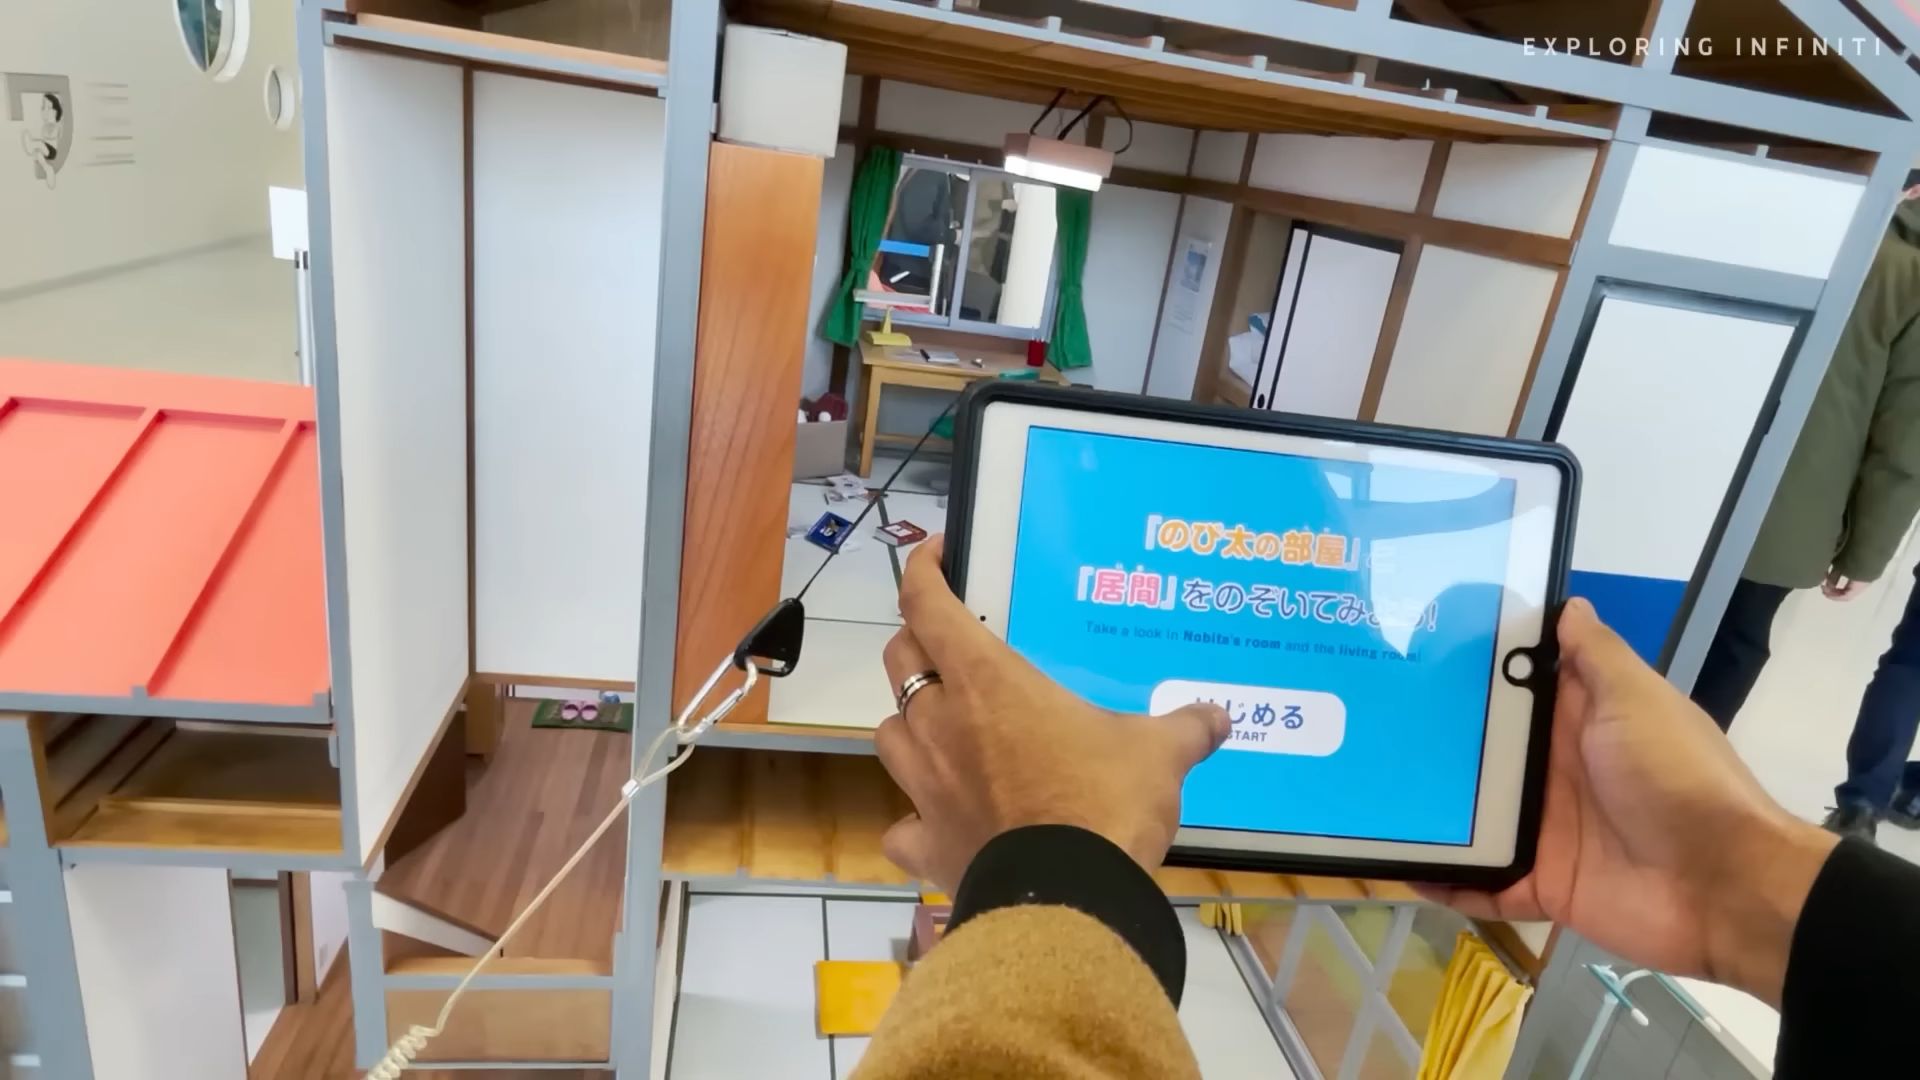 EXPLORING INFINITI
「のび太の部屋」と
「居間」をのぞいてみよう!
Take a look in Nobita's room and the living room!
はじめる
START